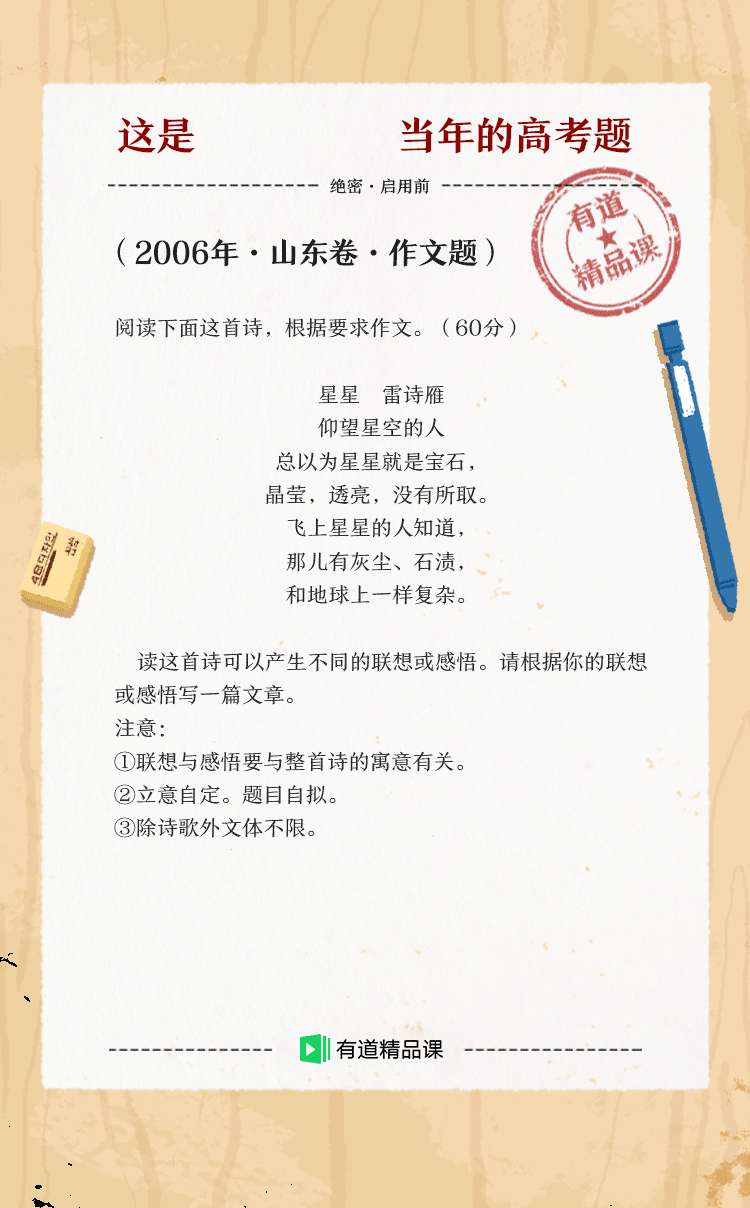 这是 当年的高考题
绝密·启用前
有道
精品课
（2006年·山东卷·作文题）
阅读下面这首诗，根据要求作文。（60分）
星星 雷诗雁
仰望星空的人
总以为星星就是宝石，
晶莹，透亮，没有所取。
飞上星星的人知道，
那儿有灰尘、石渍，
和地球上一样复杂。
读这首诗可以产生不同的联想或感悟。请根据你的联想
或感悟写一篇文章。
注意：
①联想与感悟要与整首诗的寓意有关。
②立意自定。题目自拟。
③除诗歌外文体不限。
有道精品课